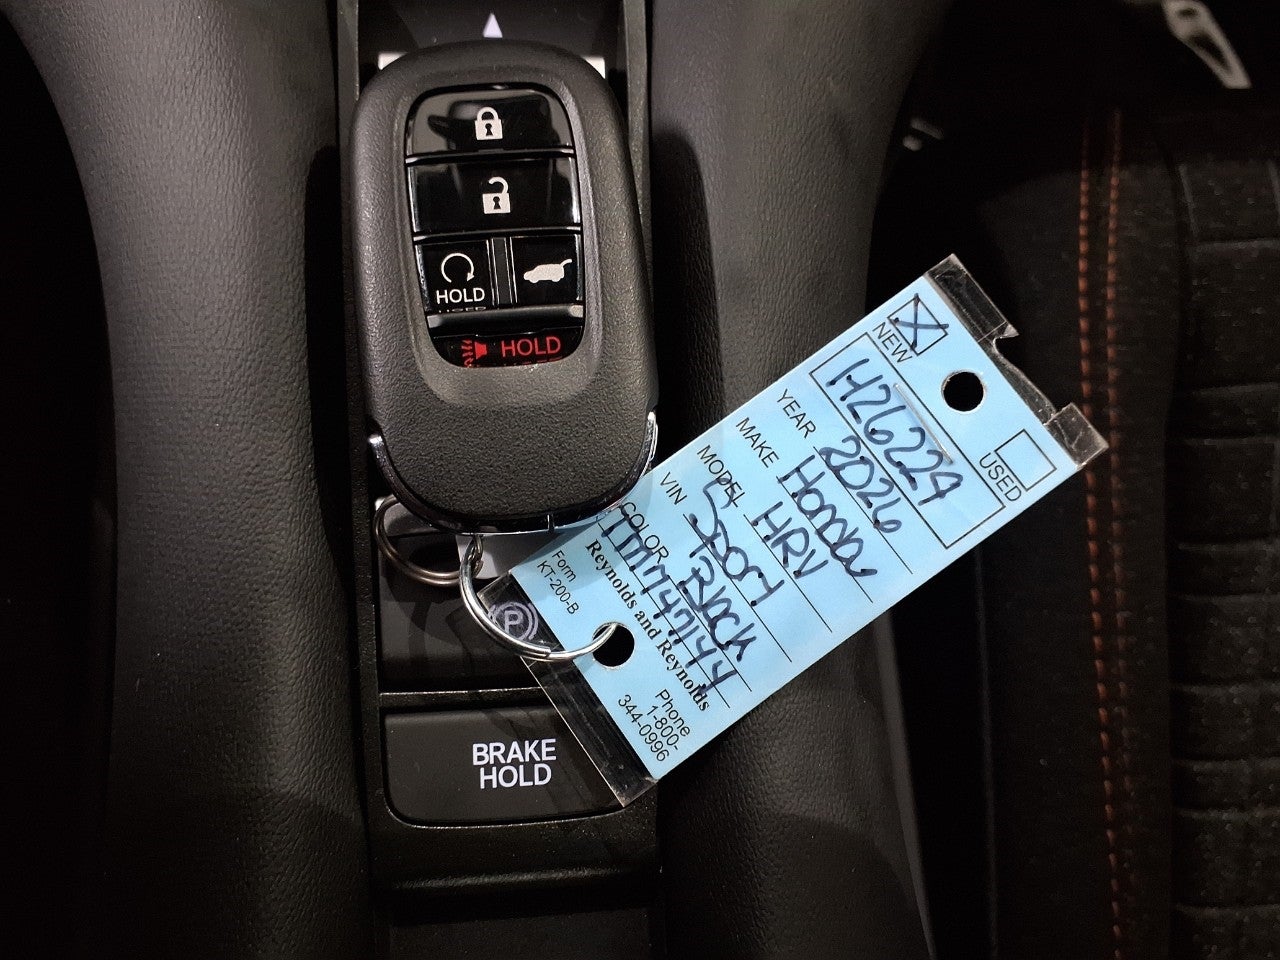 HOLD
HOLD
NEW X
USED
H26224
YEAR 2026
MAKE Honda
MODEL HRV
VIN Sport
COLOR Black
Reynolds and Reynolds
Form
KT-200-B
Phone
1-800-
344-0996
P
BRAKE
HOLD